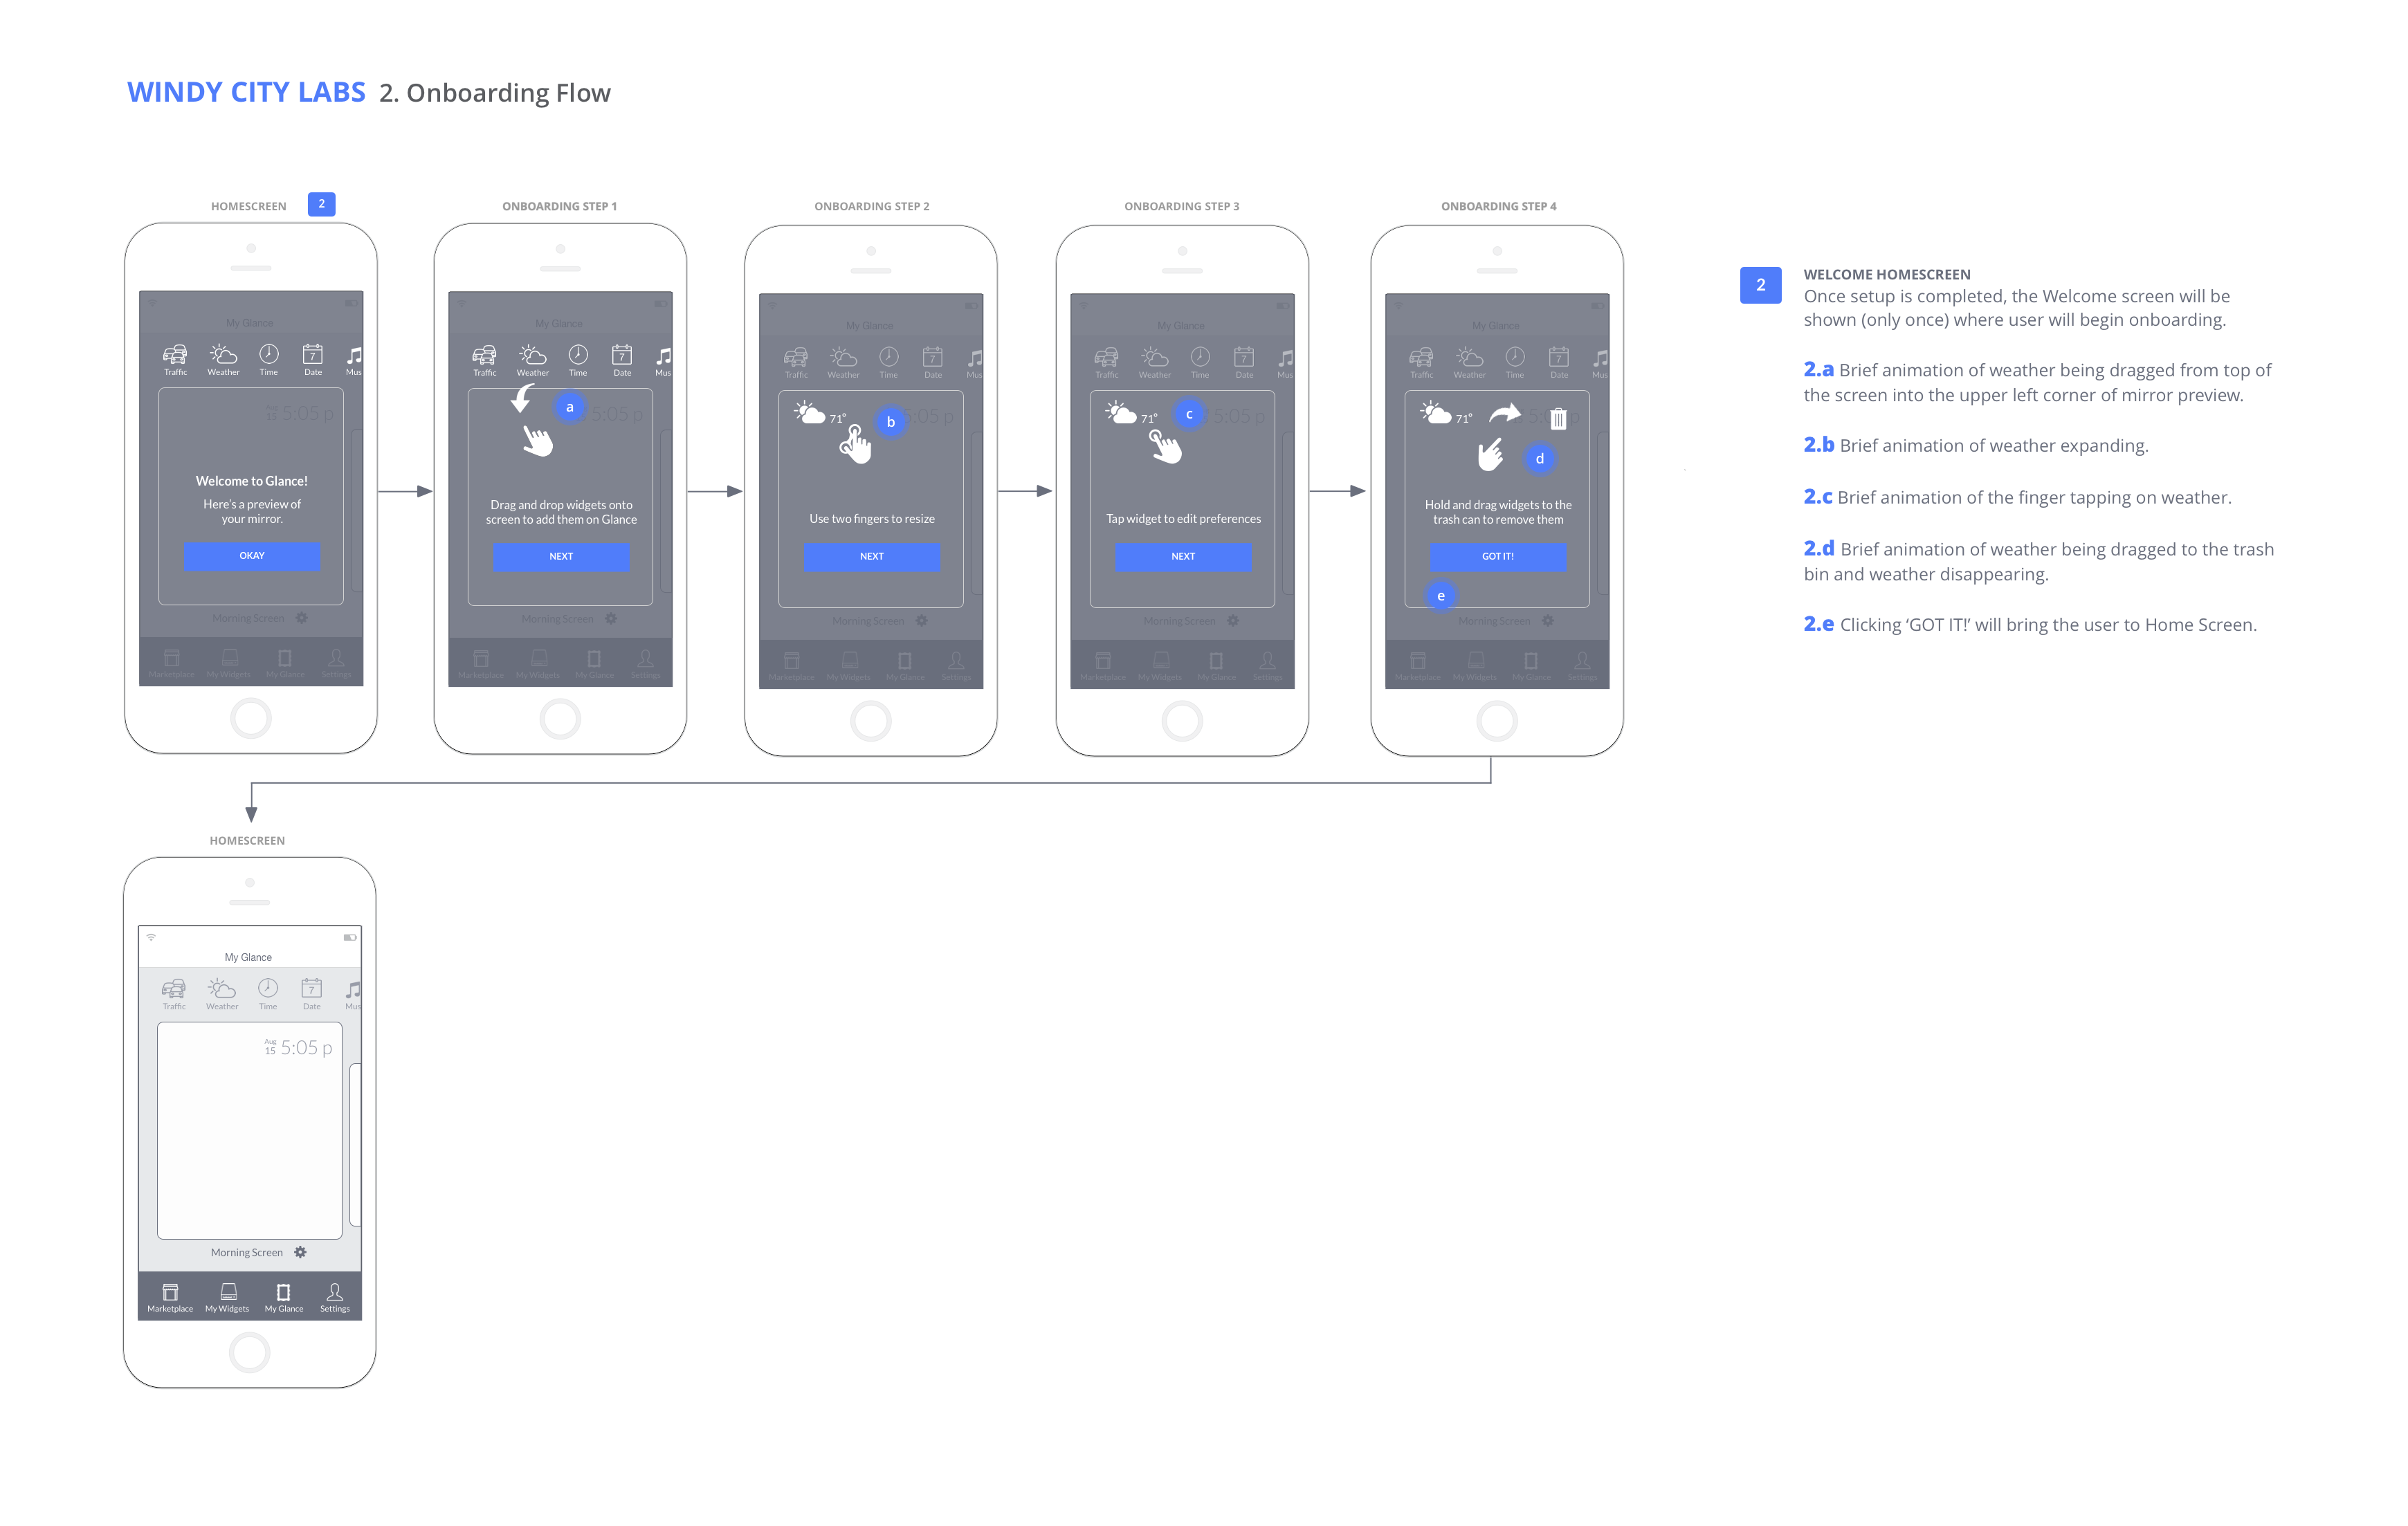 WINDY CITY LABS 2. Onboarding Flow
HOMESCREEN 2
My Glance
Traffic Weather Time 7 Date Mus
Aug 15 5:05 p
Welcome to Glance!
Here's a preview of
your mirror.
OKAY
Morning Screen
Marketplace My Widgets My Glance Settings
ONBOARDING STEP 1
My Glance
Traffic Weather Time 7 Date Mus
a 5:05 p
Drag and drop widgets onto
screen to add them on Glance
NEXT
Morning Screen
Marketplace My Widgets My Glance Settings
ONBOARDING STEP 2
My Glance
Traffic Weather Time 7 Date Mus
71° b :05 p
Use two fingers to resize
NEXT
Morning Screen
Marketplace My Widgets My Glance Settings
ONBOARDING STEP 3
My Glance
Traffic Weather Time 7 Date Mus
71° c 5:05 p
Tap widget to edit preferences
NEXT
Morning Screen
Marketplace My Widgets My Glance Settings
ONBOARDING STEP 4
My Glance
Traffic Weather Time 7 Date Mus
71° 5:0 p
d
Hold and drag widgets to the
trash can to remove them
GOT IT!
e
Morning Screen
Marketplace My Widgets My Glance Settings
2 WELCOME HOMESCREEN
Once setup is completed, the Welcome screen will be
shown (only once) where user will begin onboarding.
2.a Brief animation of weather being dragged from top of
the screen into the upper left corner of mirror preview.
2.b Brief animation of weather expanding.
2.c Brief animation of the finger tapping on weather.
2.d Brief animation of weather being dragged to the trash
bin and weather disappearing.
2.e Clicking ‘GOT IT!’ will bring the user to Home Screen.
HOMESCREEN
My Glance
Traffic Weather Time 7 Date Mus
Aug
15 5:05 p
Morning Screen
Marketplace My Widgets My Glance Settings